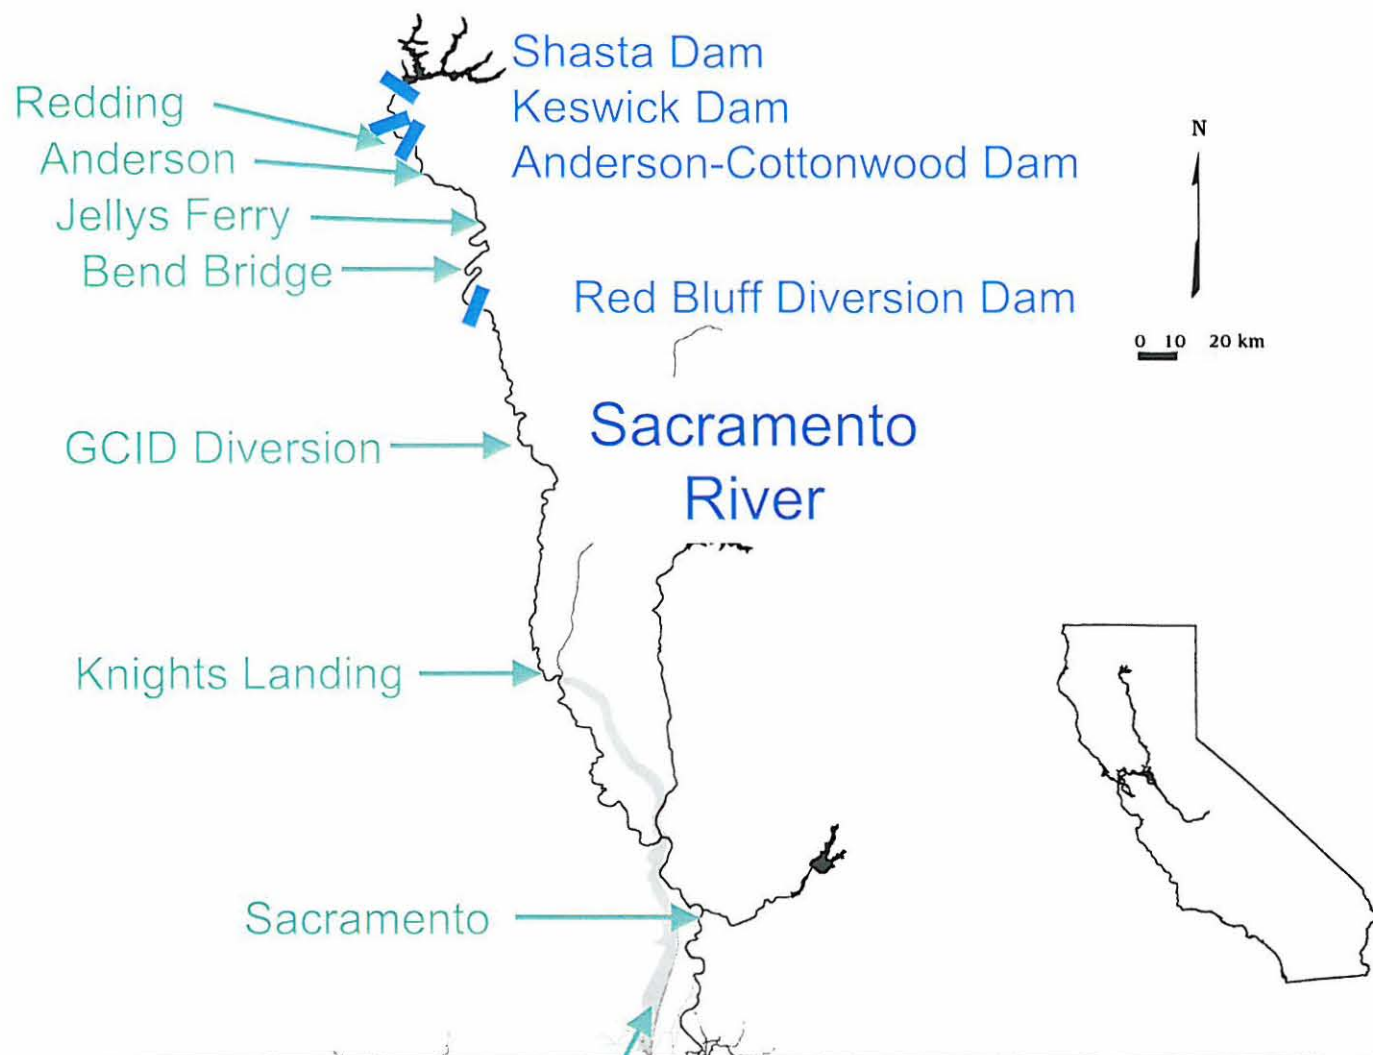 Shasta Dam
Redding
Keswick Dam
Anderson
Anderson-Cottonwood Dam
N
Jellys Ferry
Bend Bridge
Red Bluff Diversion Dam
0 10 20 km
Sacramento
River
GCID Diversion
Knights Landing
Sacramento